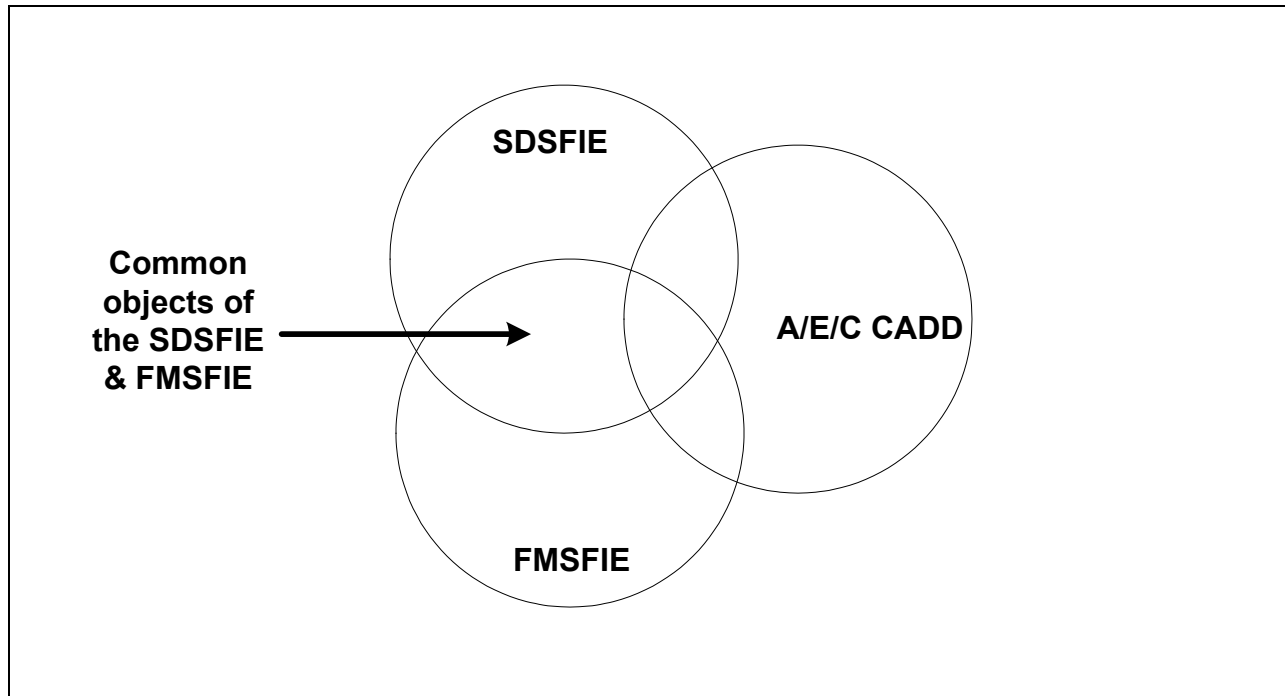 SDSFIE
Common
objects of
the SDSFIE
& FMSFIE
A/E/C CADD
FMSFIE